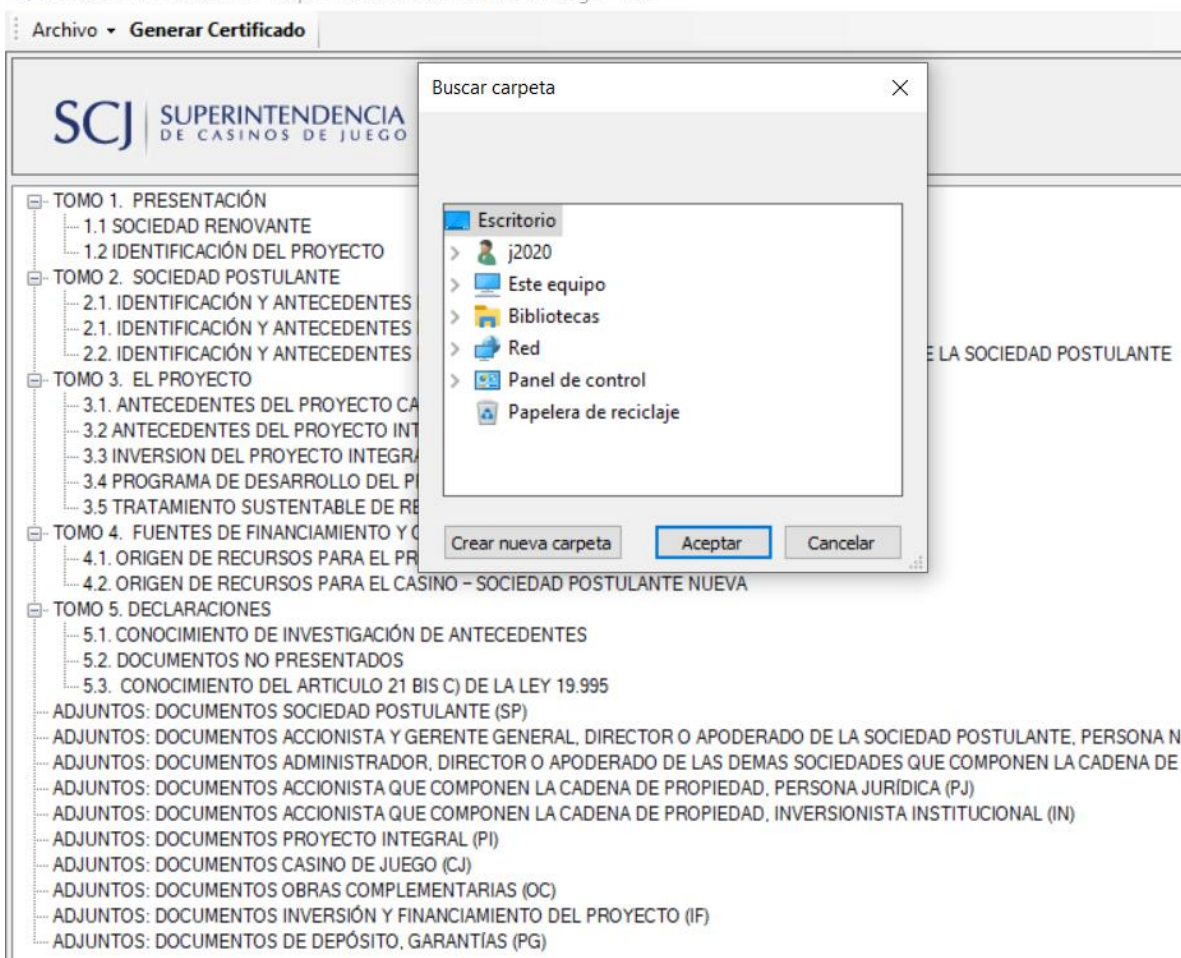 Archivo Generar Certificado
SCJ SUPERINTENDENCIA
DE CASINOS DE JUEGO
Buscar carpeta
Escritorio
j2020
Este equipo
Bibliotecas
Red
Panel de control
Papelera de reciclaje
Crear nueva carpeta Aceptar Cancelar
TOMO 1. PRESENTACIÓN
1.1 SOCIEDAD RENOVANTE
1.2 IDENTIFICACIÓN DEL PROYECTO
TOMO 2. SOCIEDAD POSTULANTE
2.1. IDENTIFICACIÓN Y ANTECEDENTES
2.1. IDENTIFICACIÓN Y ANTECEDENTES
2.2. IDENTIFICACIÓN Y ANTECEDENTES LA SOCIEDAD POSTULANTE
TOMO 3. EL PROYECTO
3.1. ANTECEDENTES DEL PROYECTO CA
3.2 ANTECEDENTES DEL PROYECTO INT
3.3 INVERSION DEL PROYECTO INTEGRA
3.4 PROGRAMA DE DESARROLLO DEL
3.5 TRATAMIENTO SUSTENTABLE DE RE
TOMO 4. FUENTES DE FINANCIAMIENTO Y
4.1. ORIGEN DE RECURSOS PARA EL PR
4.2. ORIGEN DE RECURSOS PARA EL CASINO – SOCIEDAD POSTULANTE NUEVA
TOMO 5. DECLARACIONES
5.1. CONOCIMIENTO DE INVESTIGACIÓN DE ANTECEDENTES
5.2. DOCUMENTOS NO PRESENTADOS
5.3. CONOCIMIENTO DEL ARTICULO 21 BIS C) DE LA LEY 19.995
ADJUNTOS: DOCUMENTOS SOCIEDAD POSTULANTE (SP)
ADJUNTOS: DOCUMENTOS ACCIONISTA Y GERENTE GENERAL, DIRECTOR O APODERADO DE LA SOCIEDAD POSTULANTE, PERSONA N
ADJUNTOS: DOCUMENTOS ADMINISTRADOR, DIRECTOR O APODERADO DE LAS DEMAS SOCIEDADES QUE COMPONEN LA CADENA DE
ADJUNTOS: DOCUMENTOS ACCIONISTA QUE COMPONEN LA CADENA DE PROPIEDAD, PERSONA JURÍDICA (PJ)
ADJUNTOS: DOCUMENTOS ACCIONISTA QUE COMPONEN LA CADENA DE PROPIEDAD, INVERSIONISTA INSTITUCIONAL (IN)
ADJUNTOS: DOCUMENTOS PROYECTO INTEGRAL (PI)
ADJUNTOS: DOCUMENTOS CASINO DE JUEGO (CJ)
ADJUNTOS: DOCUMENTOS OBRAS COMPLEMENTARIAS (OC)
ADJUNTOS: DOCUMENTOS INVERSIÓN Y FINANCIAMIENTO DEL PROYECTO (IF)
ADJUNTOS: DOCUMENTOS DE DEPÓSITO, GARANTÍAS (PG)